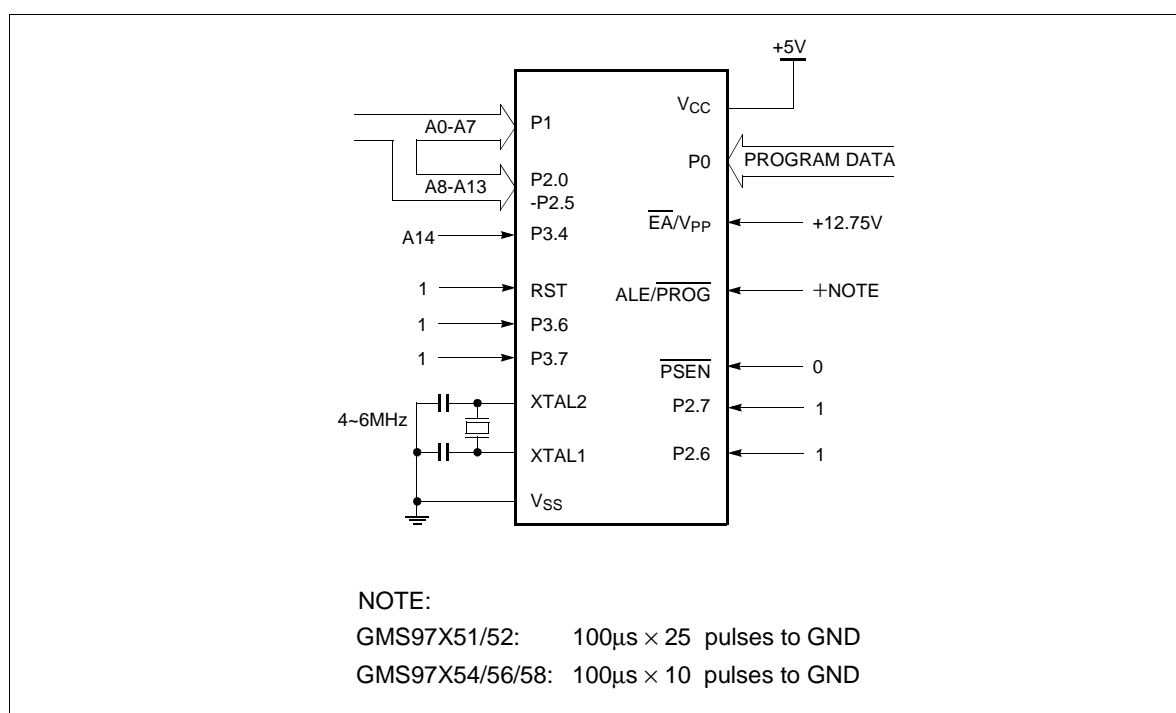 +5V
VCC
A0-A7
P1
P0
PROGRAM DATA
A8-A13
P2.0
-P2.5
EA/VPP
+12.75V
A14
P3.4
1
RST
ALE/PROG
+NOTE
1
P3.6
1
P3.7
PSEN
0
4~6MHz
XTAL2
P2.7
1
XTAL1
P2.6
1
VSS
NOTE:
GMS97X51/52: 100μs × 25 pulses to GND
GMS97X54/56/58: 100μs × 10 pulses to GND